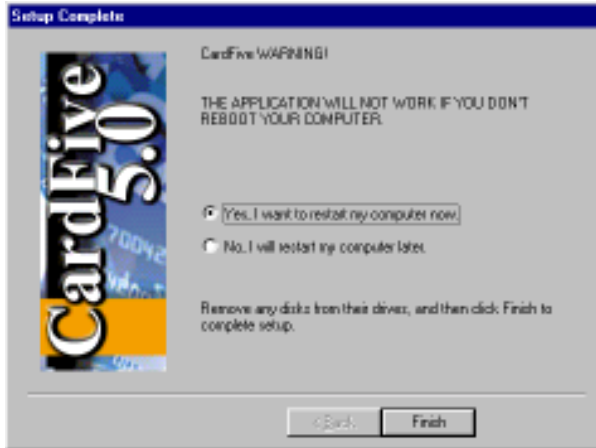 Setup Complete
CardFive
5.0
70042
CardFive WARNING!
THE APPLICATION WILL NOT WORK IF YOU DON'T
REBOOT YOUR COMPUTER.
Yes, I want to restart my computer now.
No, I will restart my computer later.
Remove any disks from their drives, and then click Finish to
complete setup.
< Back
Finish